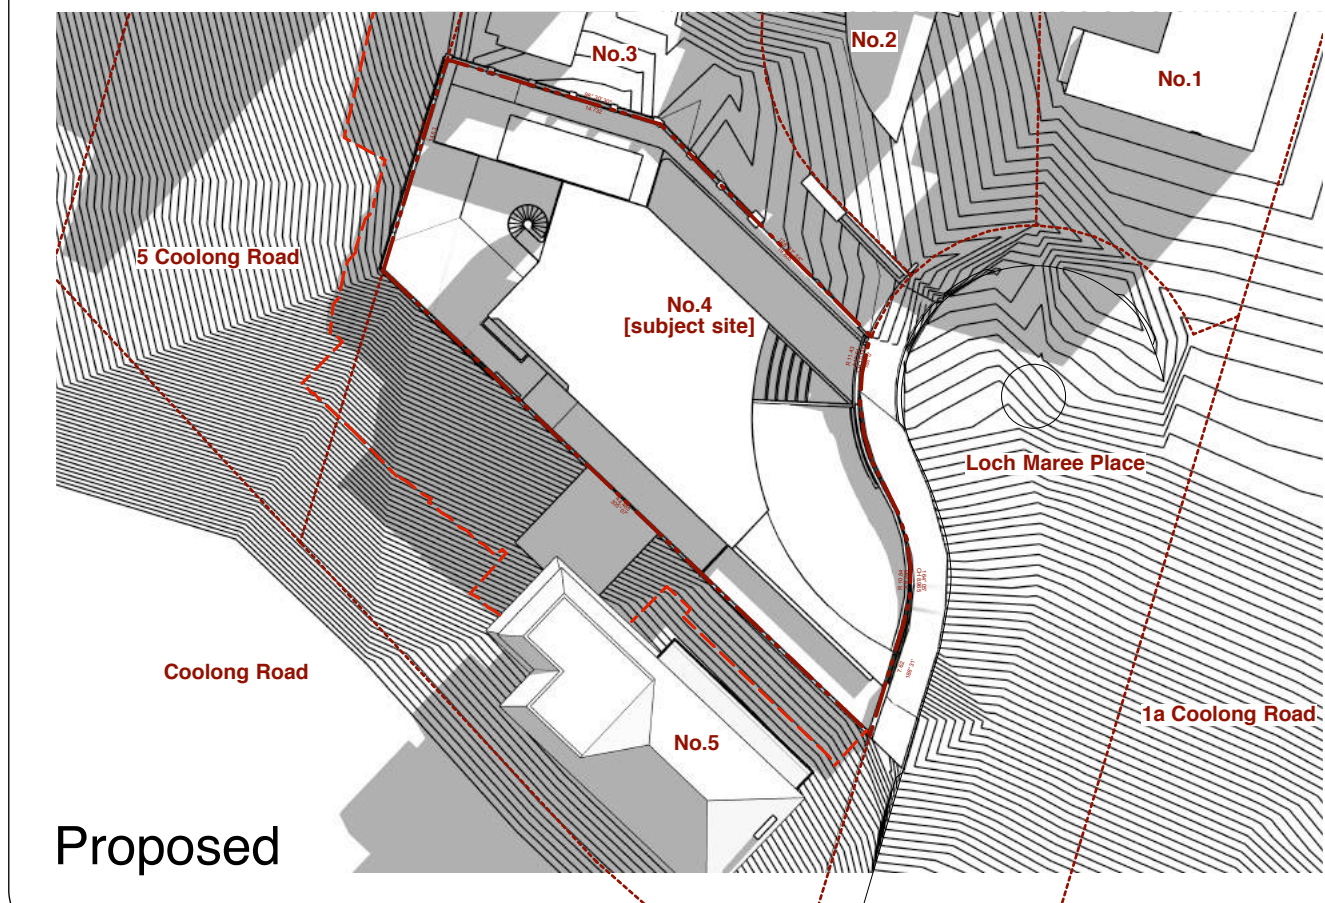 No.3
No.2
No.1
5 Coolong Road
No.4
[subject site]
Loch Maree Place
Coolong Road
No.5
1a Coolong Road
Proposed